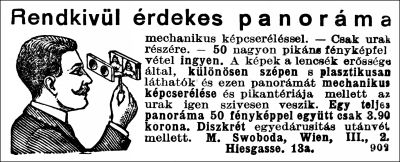 Rendkivül érdekes panoráma
mechanikus képcseréléssel. — Csak urak
részére. — 50 nagyon pikáns fényképfel
vétel ingyen. A képek a lencsék erőssége
által, különösen szépen s plasztikusan
láthatók és ezen panorámát mechanikus
képcserélése és pikantériája mellett az
urak igen szivesen veszik. Egy teljes
panoráma 50 fényképpel együtt csak 3.90
korona. Diszkrét egyedárusitás utánvét
mellett. M. Swoboda, Wien, III., 2.
Hiesgasse. 13a. 902